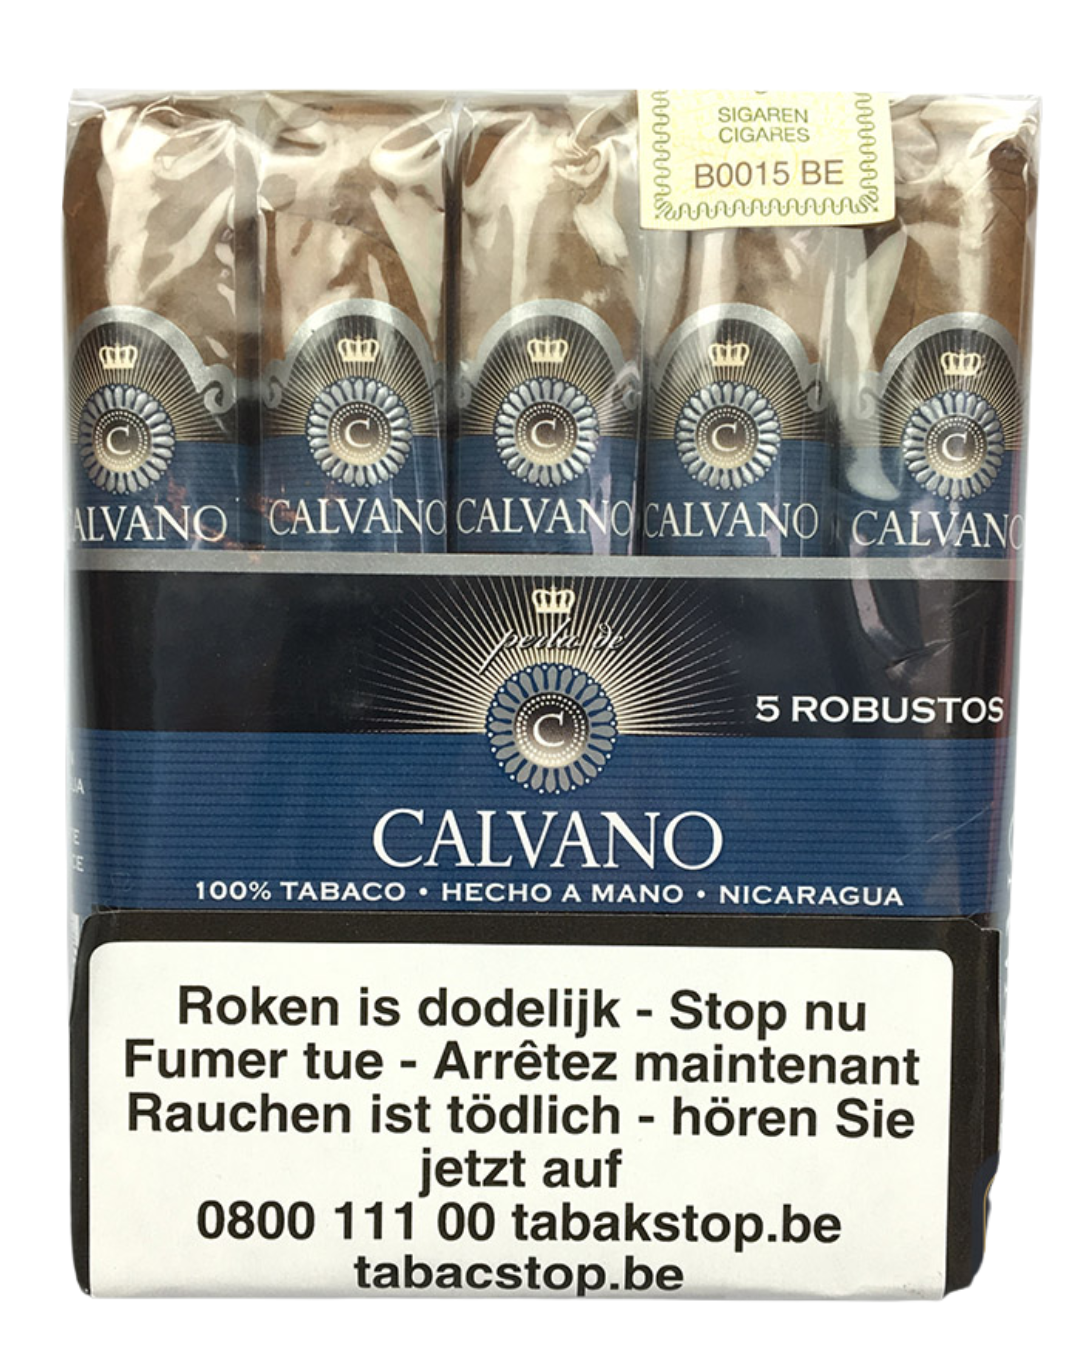 SIGAREN
CIGARES
B0015 BE
C
C
C
C
C
ALVANO
CALVANO
CALVANO
CALVANO
CALVANO
perla de
C
5 ROBUSTOS
CALVANO
100% TABACO • HECHO A MANO • NICARAGUA
Roken is dodelijk - Stop nu
Fumer tue - Arrêtez maintenant
Rauchen ist tödlich - hören Sie
jetzt auf
0800 111 00 tabakstop.be
tabacstop.be